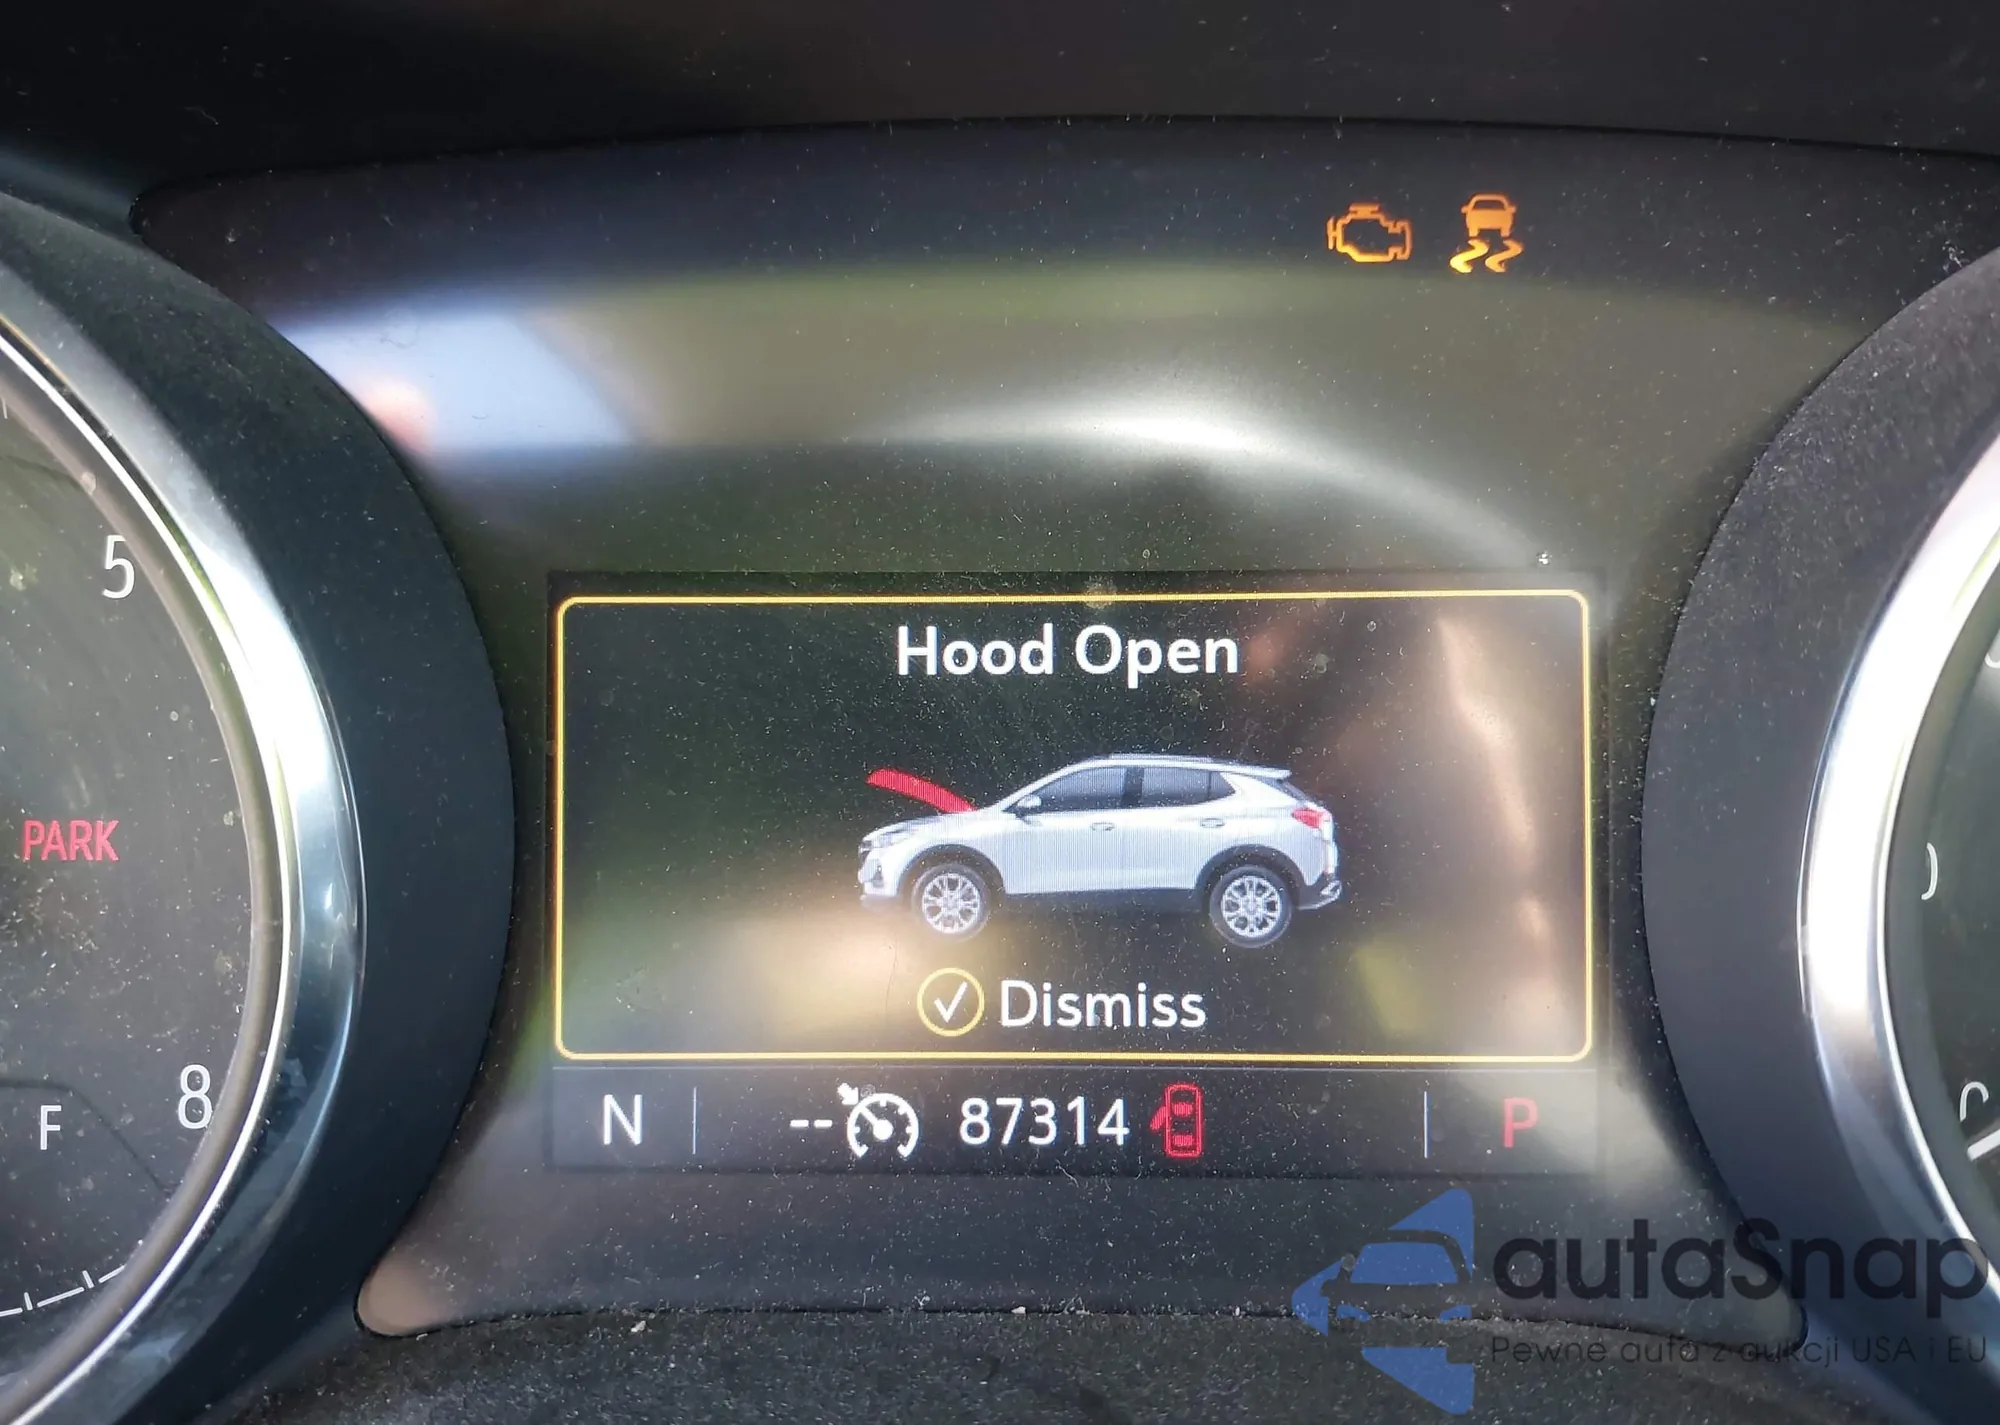 5
Hood Open
PARK
Dismiss
8
F
N
-- 87314
P
autaSnap
Pewne auta z aukcji USA i EU